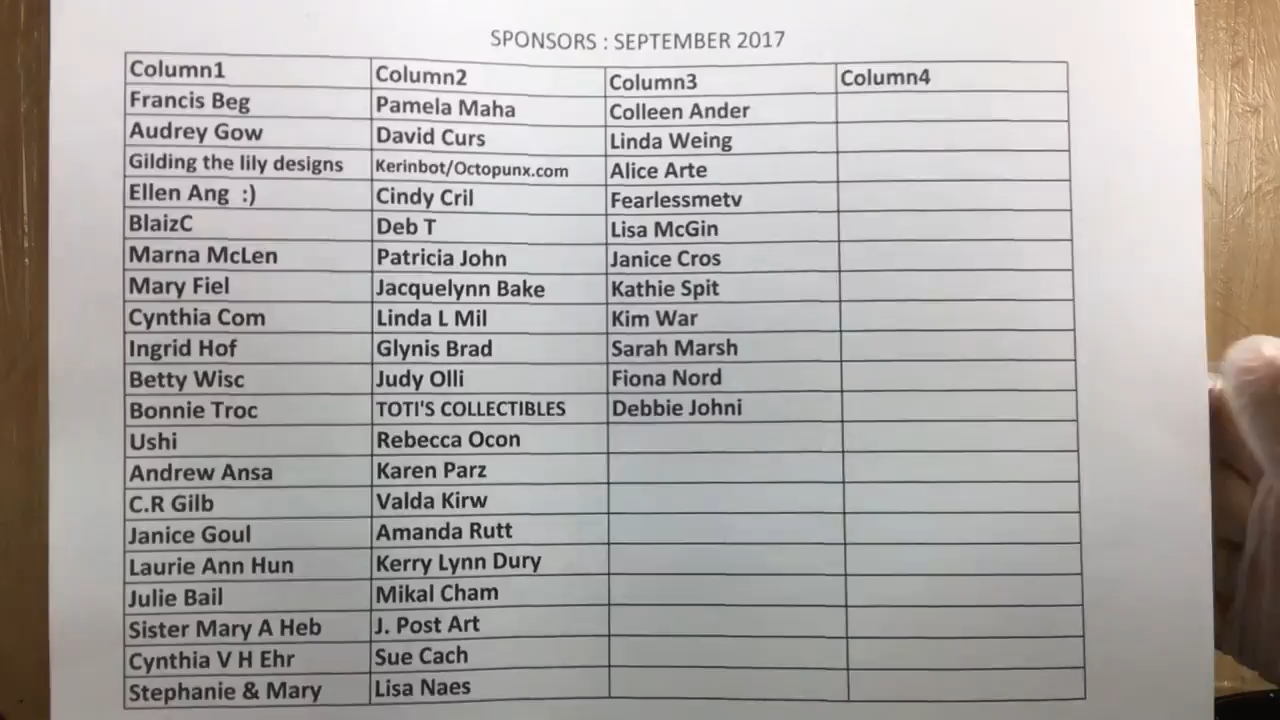 SPONSORS : SEPTEMBER 2017
Column1 Column2 Column3 Column4
Francis Beg Pamela Maha Colleen Ander
Audrey Gow David Curs Linda Weing
Gilding the lily designs Kerinbot/Octopunx.com Alice Arte
Ellen Ang :) Cindy Cril Fearlessmetv
BlaizC Deb T Lisa McGin
Marna McLen Patricia John Janice Cros
Mary Fiel Jacquelynn Bake Kathie Spit
Cynthia Com Linda L Mil Kim War
Ingrid Hof Glynis Brad Sarah Marsh
Betty Wisc Judy Olli Fiona Nord
Bonnie Troc TOTI'S COLLECTIBLES Debbie Johni
Ushi Rebecca Ocon
Andrew Ansa Karen Parz
C.R Gilb Valda Kirw
Janice Goul Amanda Rutt
Laurie Ann Hun Kerry Lynn Dury
Julie Bail Mikal Cham
Sister Mary A Heb J. Post Art
Cynthia V H Ehr Sue Cach
Stephanie & Mary Lisa Naes